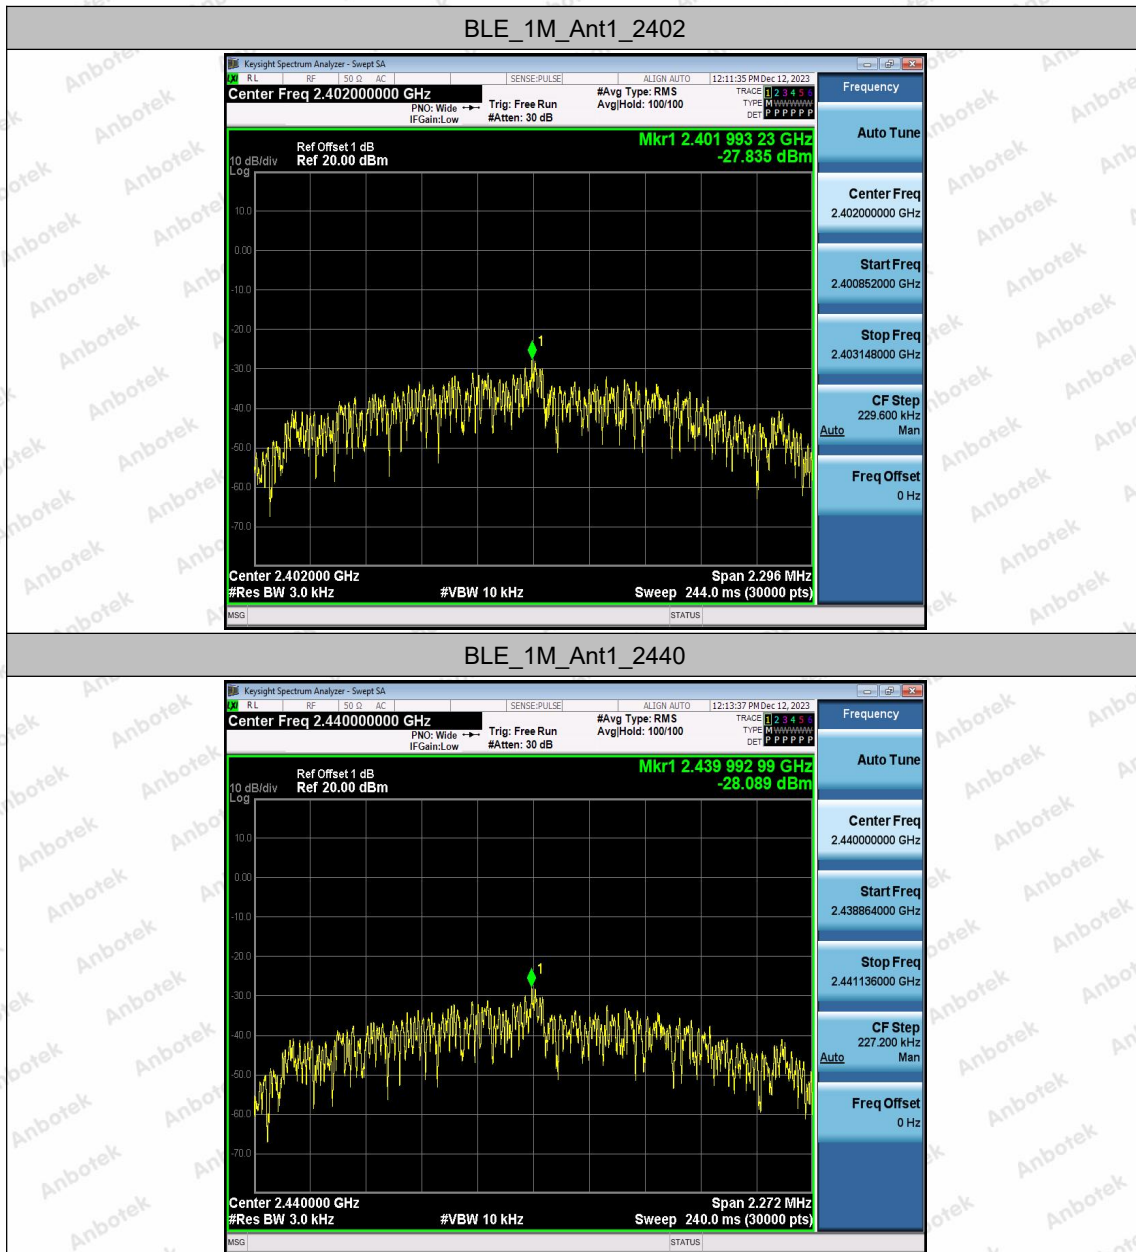 BLE_1M_Ant1_2402
Keysight Spectrum Analyzer - Swept SA
LXI RL RF 50 Ω AC SENSE:PULSE ALIGN AUTO 12:11:35 PM Dec 12, 2023
Center Freq 2.402000000 GHz
PNO: Wide
IFGain:Low
Trig: Free Run
#Atten: 30 dB
#Avg Type: RMS
Avg|Hold: 100/100
TRACE 1 2 3 4 5 6
TYPE M W W W W W
DET P P P P P P
Ref Offset 1 dB
10 dB/div Ref 20.00 dBm
Log
Mkr1 2.401 993 23 GHz
-27.835 dBm
10.0
0.00
-10.0
-20.0
1
-30.0
-40.0
-50.0
-60.0
-70.0
Center 2.402000 GHz Span 2.296 MHz
#Res BW 3.0 kHz #VBW 10 kHz Sweep 244.0 ms (30000 pts)
MSG STATUS
Frequency
Auto Tune
Center Freq
2.402000000 GHz
Start Freq
2.400852000 GHz
Stop Freq
2.403148000 GHz
CF Step
229.600 kHz
Auto Man
Freq Offset
0 Hz
BLE_1M_Ant1_2440
Keysight Spectrum Analyzer - Swept SA
LXI RL RF 50 Ω AC SENSE:PULSE ALIGN AUTO 12:13:37 PM Dec 12, 2023
Center Freq 2.440000000 GHz
PNO: Wide
IFGain:Low
Trig: Free Run
#Atten: 30 dB
#Avg Type: RMS
Avg|Hold: 100/100
TRACE 1 2 3 4 5 6
TYPE M W W W W W
DET P P P P P P
Ref Offset 1 dB
10 dB/div Ref 20.00 dBm
Log
Mkr1 2.439 992 99 GHz
-28.089 dBm
10.0
0.00
-10.0
-20.0
1
-30.0
-40.0
-50.0
-60.0
-70.0
Center 2.440000 GHz Span 2.272 MHz
#Res BW 3.0 kHz #VBW 10 kHz Sweep 240.0 ms (30000 pts)
MSG STATUS
Frequency
Auto Tune
Center Freq
2.440000000 GHz
Start Freq
2.438864000 GHz
Stop Freq
2.441136000 GHz
CF Step
227.200 kHz
Auto Man
Freq Offset
0 Hz
Anbotek